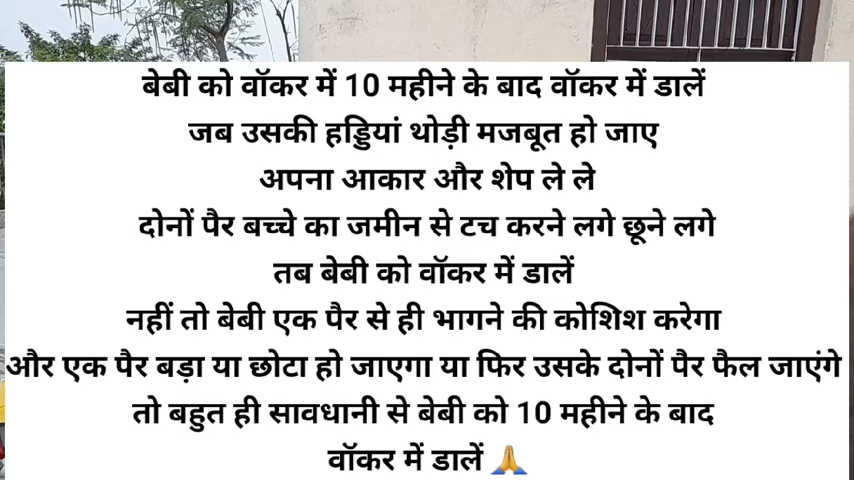 बेबी को वॉकर में 10 महीने के बाद वॉकर में डालें
जब उसकी हड्डियां थोड़ी मजबूत हो जाए
अपना आकार और शेप ले ले
दोनों पैर बच्चे का जमीन से टच करने लगे छूने लगे
तब बेबी को वॉकर में डालें
नहीं तो बेबी एक पैर से ही भागने की कोशिश करेगा
और एक पैर बड़ा या छोटा हो जाएगा या फिर उसके दोनों पैर फैल जाएंगे
तो बहुत ही सावधानी से बेबी को 10 महीने के बाद
वॉकर में डालें 🙏